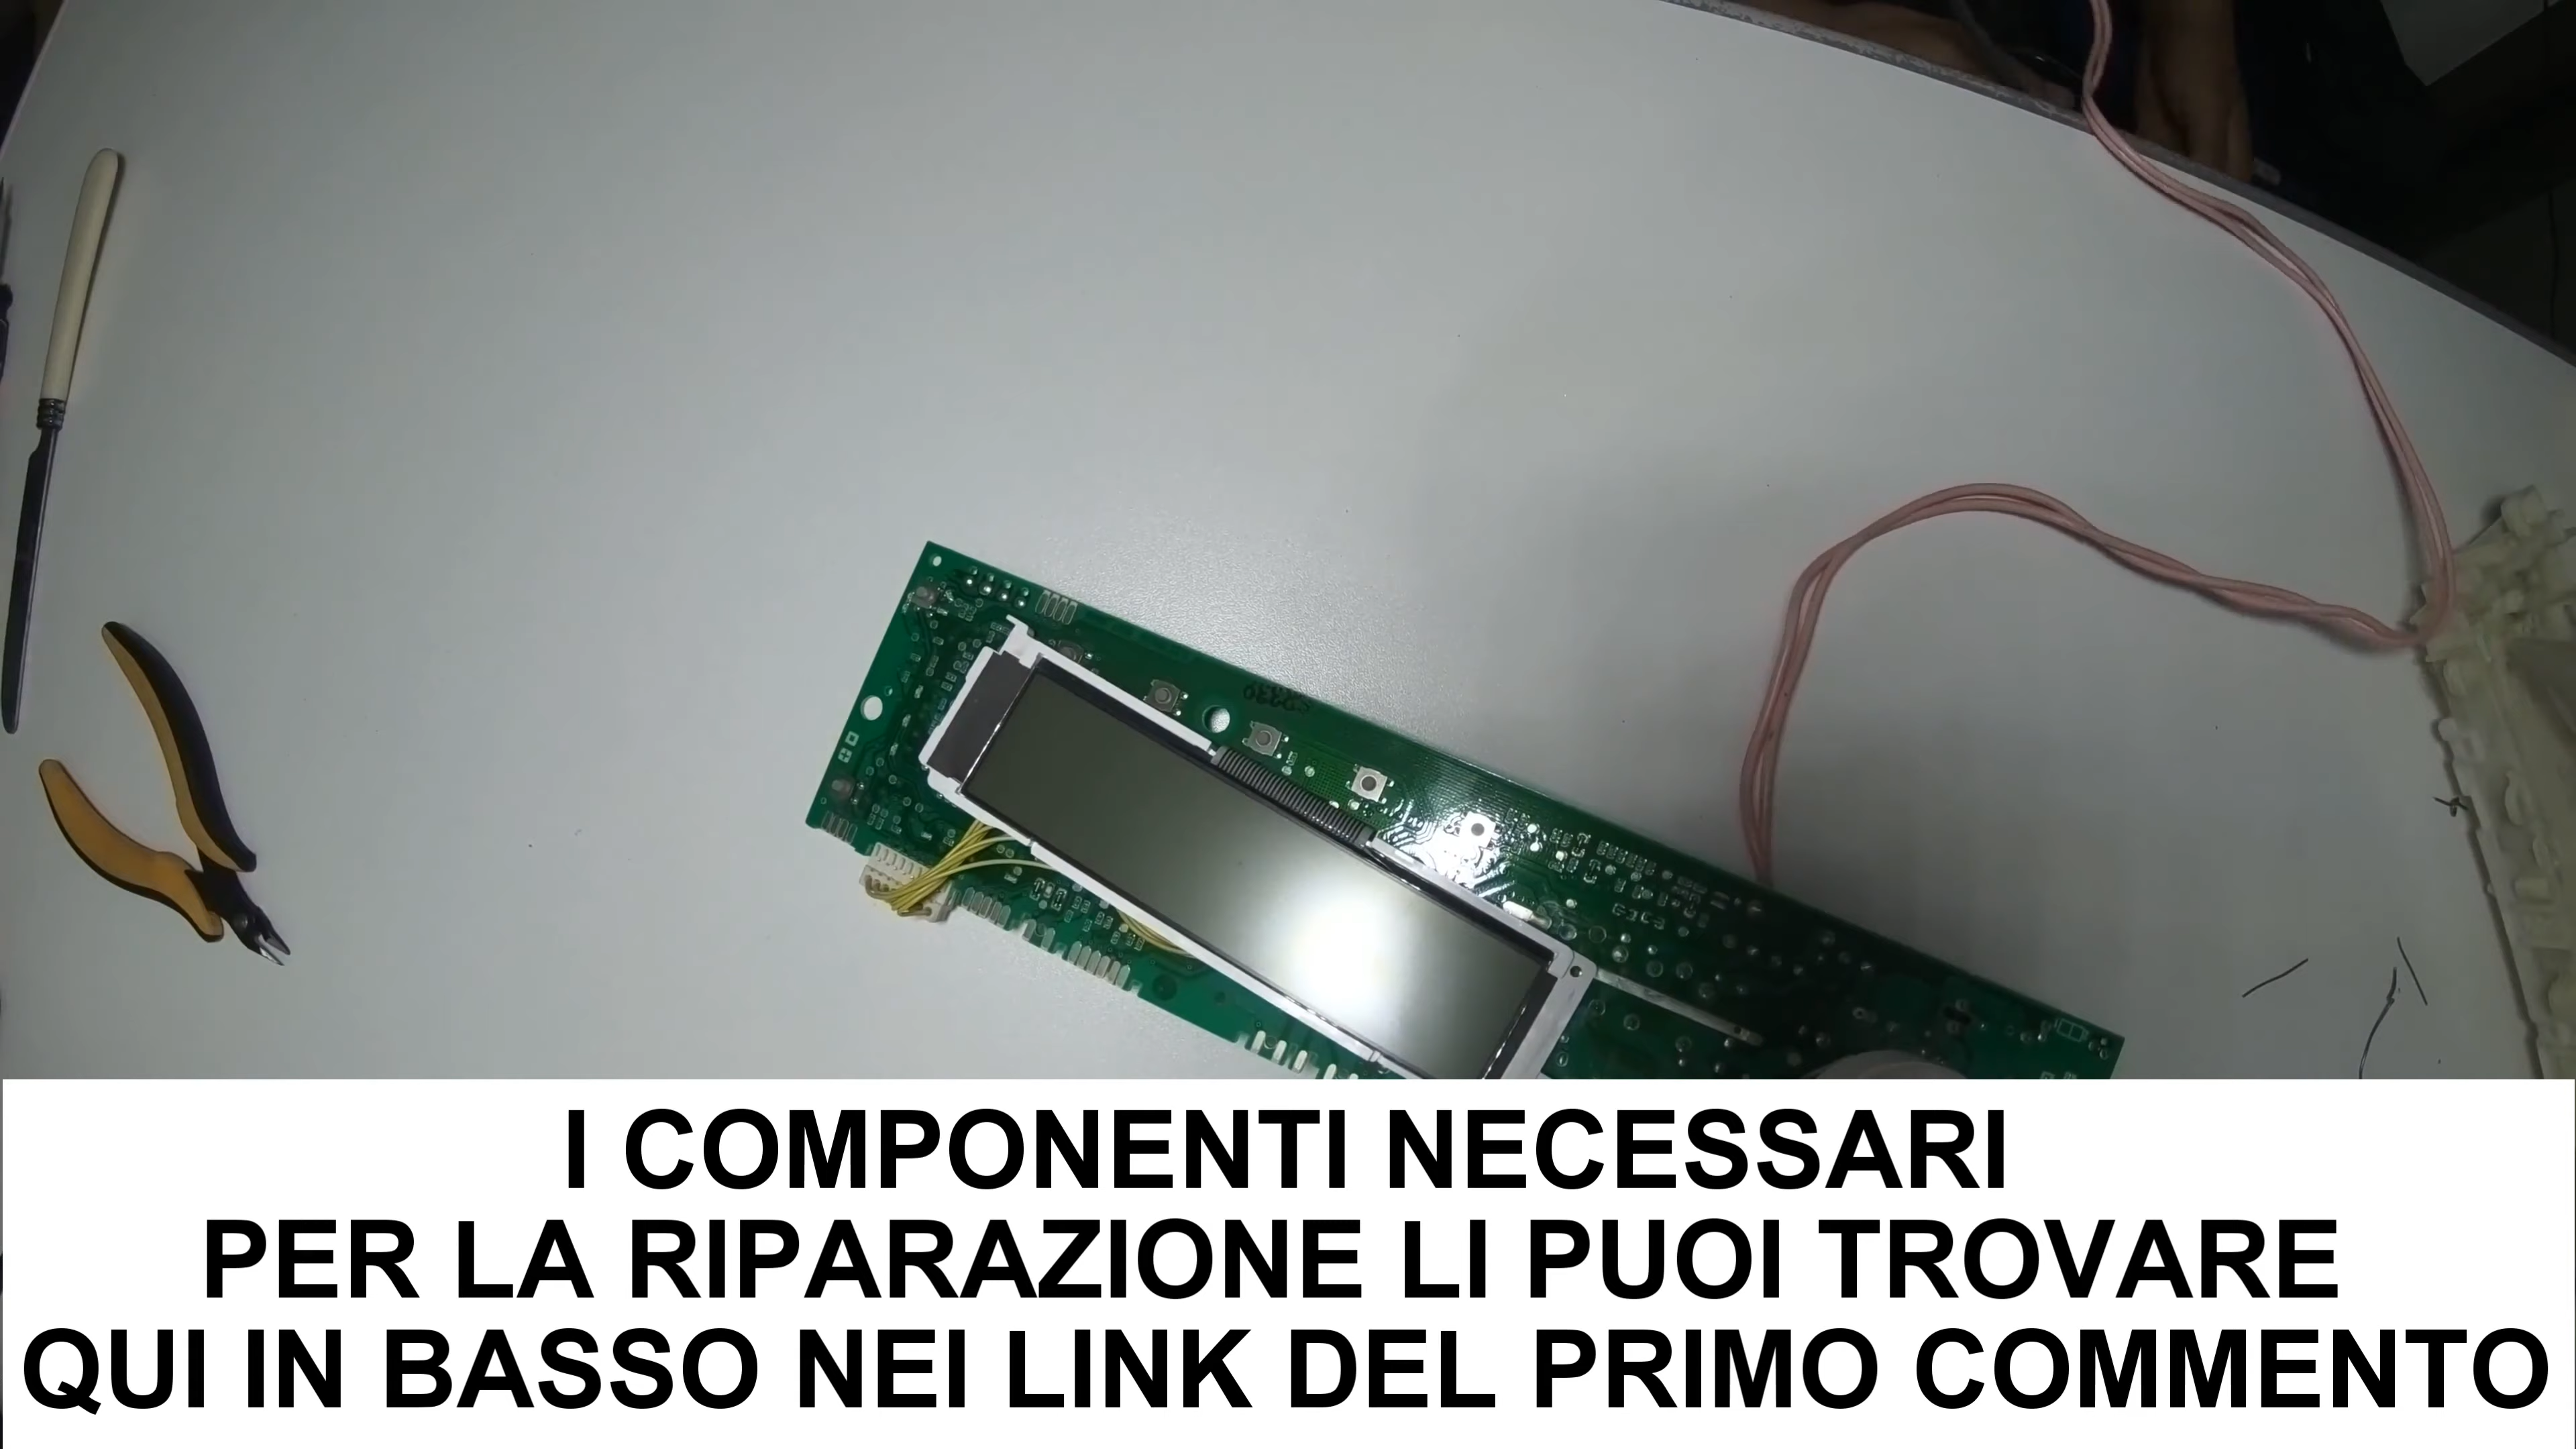 I COMPONENTI NECESSARI
PER LA RIPARAZIONE LI PUOI TROVARE
QUI IN BASSO NEI LINK DEL PRIMO COMMENTO